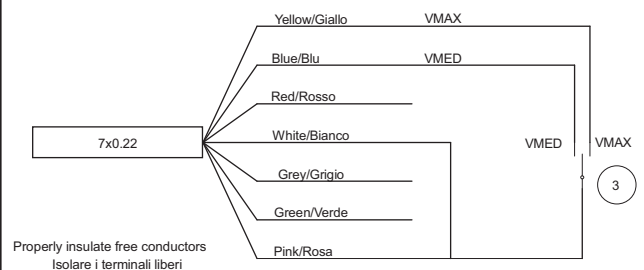 Yellow/Giallo VMAX
Blue/Blu VMED
Red/Rosso
7x0.22
White/Bianco
VMED VMAX
3
Grey/Grigio
Green/Verde
Pink/Rosa
Properly insulate free conductors
Isolare i terminali liberi